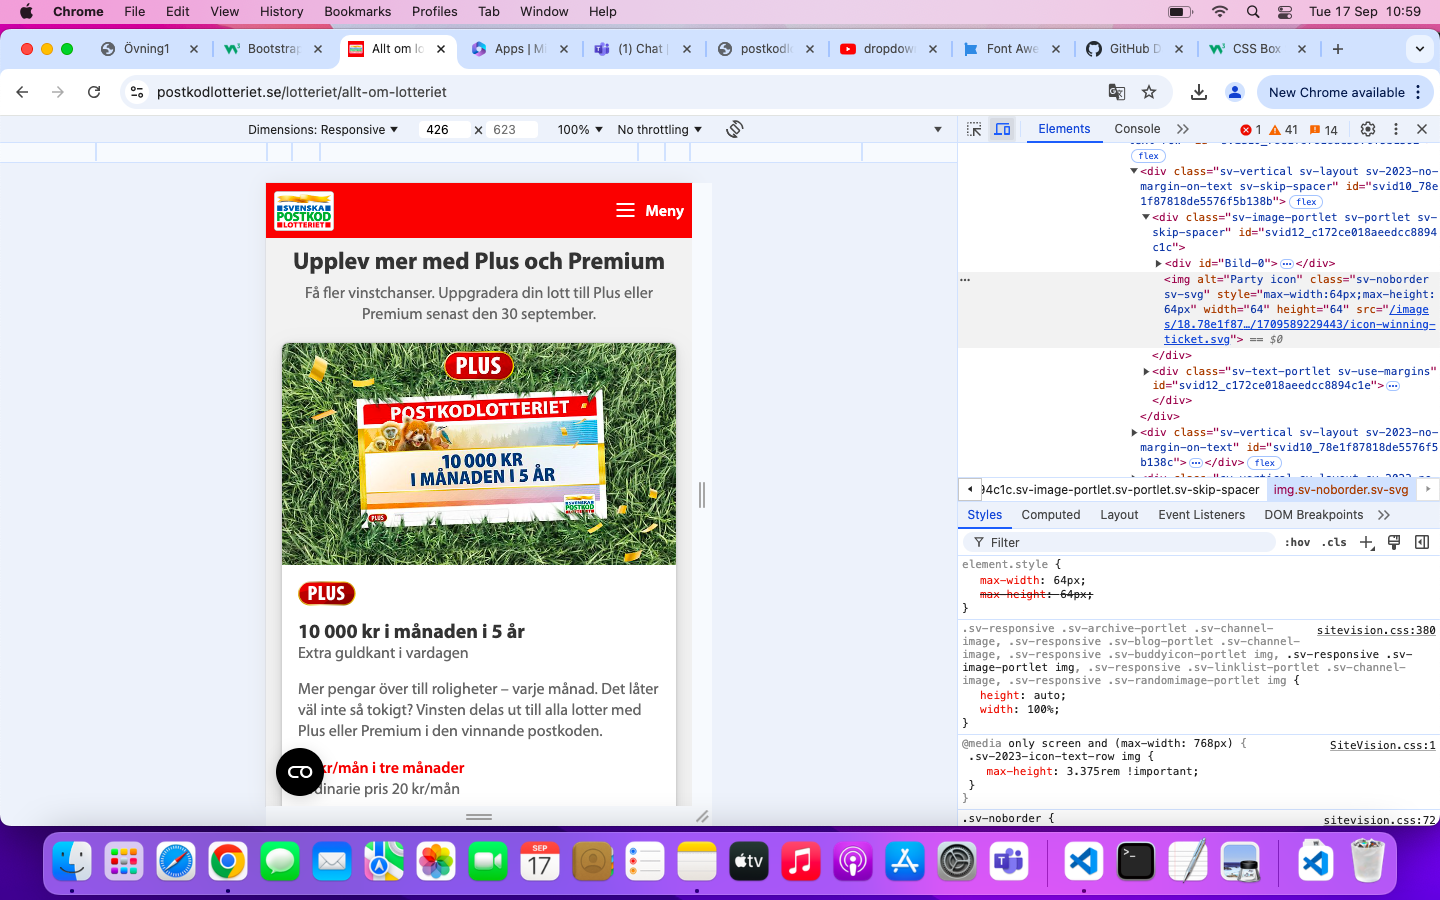 Chrome File Edit View History Bookmarks Profiles Tab Window Help Tue 17 Sep 10:59
Övning1 Bootstrap Allt om lo Apps | Mi (1) Chat | postkodl dropdow Font Awe GitHub D CSS Box
postkodlotteriet.se/lotteriet/allt-om-lotteriet New Chrome available
Dimensions: Responsive 426 × 623 100% No throttling
Elements Console 1 41 14
flex
<div class="sv-vertical sv-layout sv-2023-no-
margin-on-text sv-skip-spacer" id="svid10_78e
1f87818de5576f5b138b"> flex
<div class="sv-image-portlet sv-portlet sv-
skip-spacer" id="svid12_c172ce018aeedcc8894
c1c">
<div id="Bild-0"> … </div>
<img alt="Party icon" class="sv-noborder
sv-svg" style="max-width:64px;max-height:
64px" width="64" height="64" src="/image
s/18.78e1f87…/1709589229443/icon-winning-
ticket.svg"> == $0
</div>
<div class="sv-text-portlet sv-use-margins"
id="svid12_c172ce018aeedcc8894c1e"> …
</div>
</div>
<div class="sv-vertical sv-layout sv-2023-no-
margin-on-text" id="svid10_78e1f87818de5576f5
b138c"> … </div> flex
94c1c.sv-image-portlet.sv-portlet.sv-skip-spacer img.sv-noborder.sv-svg
Styles Computed Layout Event Listeners DOM Breakpoints
Filter :hov .cls
element.style {
max-width: 64px;
max-height: 64px;
}
.sv-responsive .sv-archive-portlet .sv-channel- sitevision.css:380
image, .sv-responsive .sv-blog-portlet .sv-channel-
image, .sv-responsive .sv-buddyicon-portlet img, .sv-responsive .sv-
image-portlet img, .sv-responsive .sv-linklist-portlet .sv-channel-
image, .sv-responsive .sv-randomimage-portlet img {
height: auto;
width: 100%;
}
@media only screen and (max-width: 768px) { SiteVision.css:1
.sv-2023-icon-text-row img {
max-height: 3.375rem !important;
}
}
.sv-noborder { sitevision.css:72
SVENSKA
POSTKOD
LOTTERIET
Meny
Upplev mer med Plus och Premium
Få fler vinstchanser. Uppgradera din lott till Plus eller
Premium senast den 30 september.
PLUS
POSTKODLOTTERIET
10 000 KR
I MÅNADEN I 5 ÅR
PLUS
SVENSKA
POSTKOD
LOTTERIET
PLUS
10 000 kr i månaden i 5 år
Extra guldkant i vardagen
Mer pengar över till roligheter – varje månad. Det låter
väl inte så tokigt? Vinsten delas ut till alla lotter med
Plus eller Premium i den vinnande postkoden.
kr/mån i tre månader
dinarie pris 20 kr/mån
SEP
17
tv